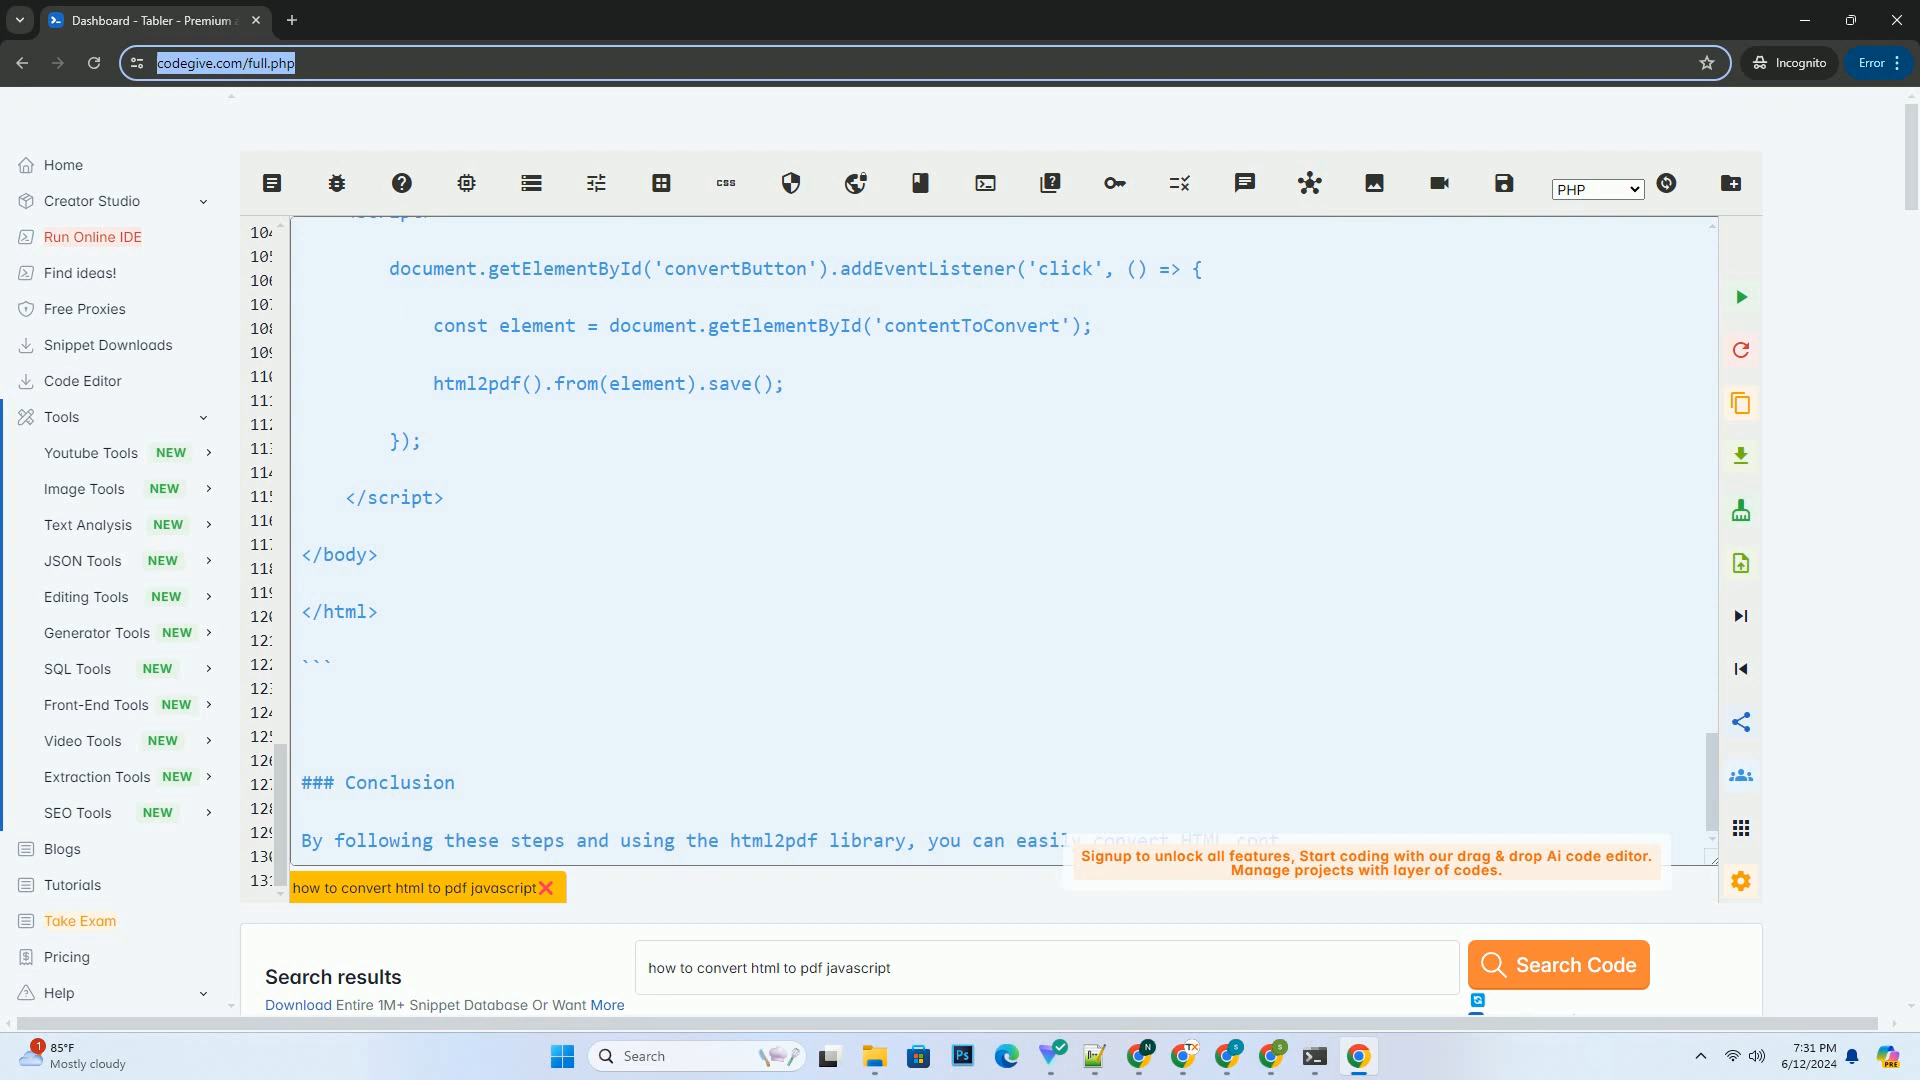 Dashboard - Tabler - Premium
codegive.com/full.php
Incognito
Error
Home
Creator Studio
Run Online IDE
Find ideas!
Free Proxies
Snippet Downloads
Code Editor
Tools
Youtube Tools NEW
Image Tools NEW
Text Analysis NEW
JSON Tools NEW
Editing Tools NEW
Generator Tools NEW
SQL Tools NEW
Front-End Tools NEW
Video Tools NEW
Extraction Tools NEW
SEO Tools NEW
Blogs
Tutorials
Take Exam
Pricing
Help
css
PHP
document.getElementById('convertButton').addEventListener('click', () => {
const element = document.getElementById('contentToConvert');
html2pdf().from(element).save();
});
</script>
</body>
</html>
```
### Conclusion
By following these steps and using the html2pdf library, you can easily convert HTML cont
Signup to unlock all features, Start coding with our drag & drop Ai code editor.
Manage projects with layer of codes.
how to convert html to pdf javascript
Search results
how to convert html to pdf javascript
Search Code
Download Entire 1M+ Snippet Database Or Want More
1
85°F
Mostly cloudy
Search
Ps
7:31 PM
6/12/2024
PRE